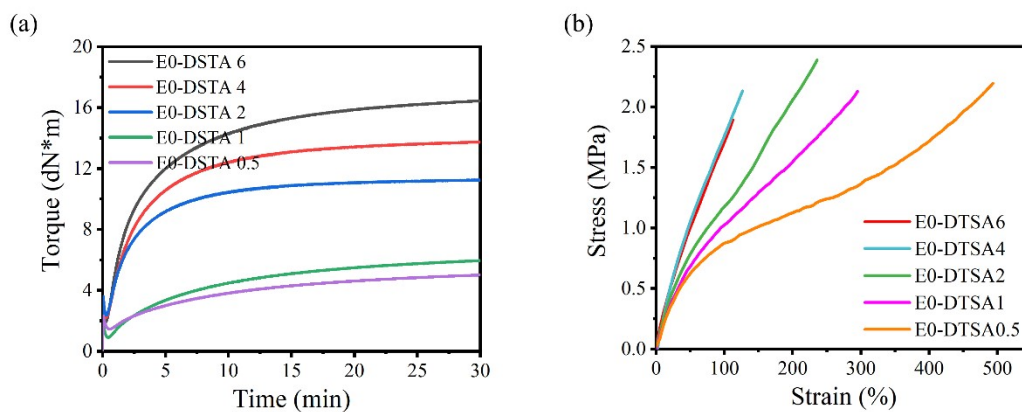 (a)
20
16
12
8
4
0
Torque (dN*m)
E0-DSTA 6
E0-DSTA 4
E0-DSTA 2
E0-DSTA 1
E0-DSTA 0.5
0 5 10 15 20 25 30
Time (min)
(b)
2.5
2.0
1.5
1.0
0.5
0.0
Stress (MPa)
E0-DTSA6
E0-DTSA4
E0-DTSA2
E0-DTSA1
E0-DTSA0.5
0 100 200 300 400 500
Strain (%)